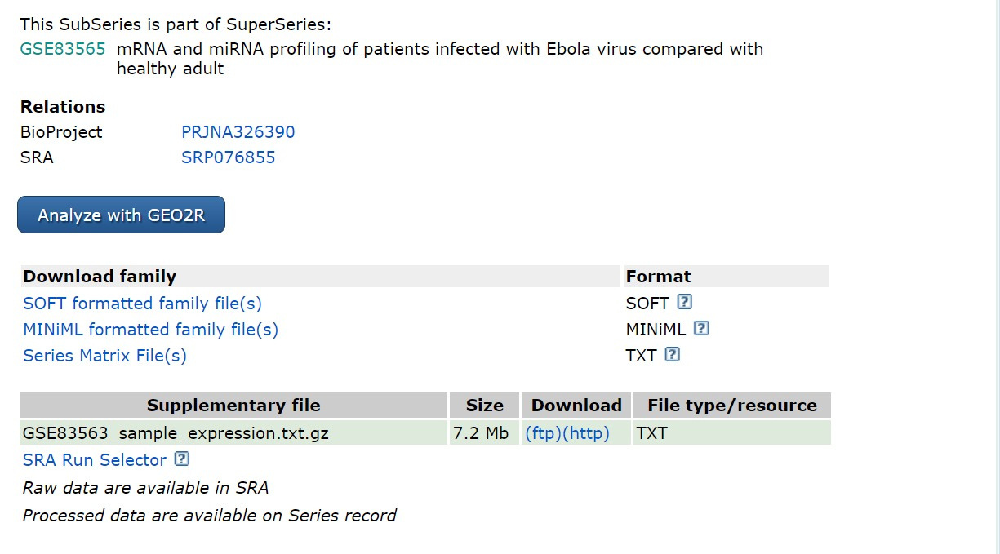 This SubSeries is part of SuperSeries:
GSE83565 mRNA and miRNA profiling of patients infected with Ebola virus compared with
healthy adult
Relations
BioProject PRJNA326390
SRA SRP076855
Analyze with GEO2R
Download family Format
SOFT formatted family file(s) SOFT ?
MINiML formatted family file(s) MINiML ?
Series Matrix File(s) TXT ?
Supplementary file Size Download File type/resource
GSE83563_sample_expression.txt.gz 7.2 Mb (ftp)(http) TXT
SRA Run Selector ?
Raw data are available in SRA
Processed data are available on Series record